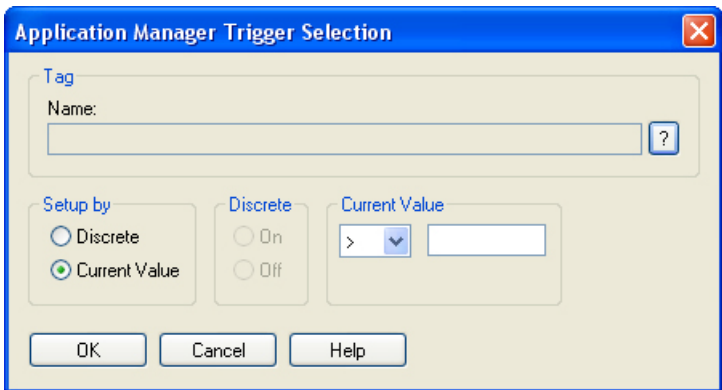 Application Manager Trigger Selection
Tag
Name:
?
Setup by
Discrete
Current Value
Discrete
On
Off
Current Value
>
OK
Cancel
Help